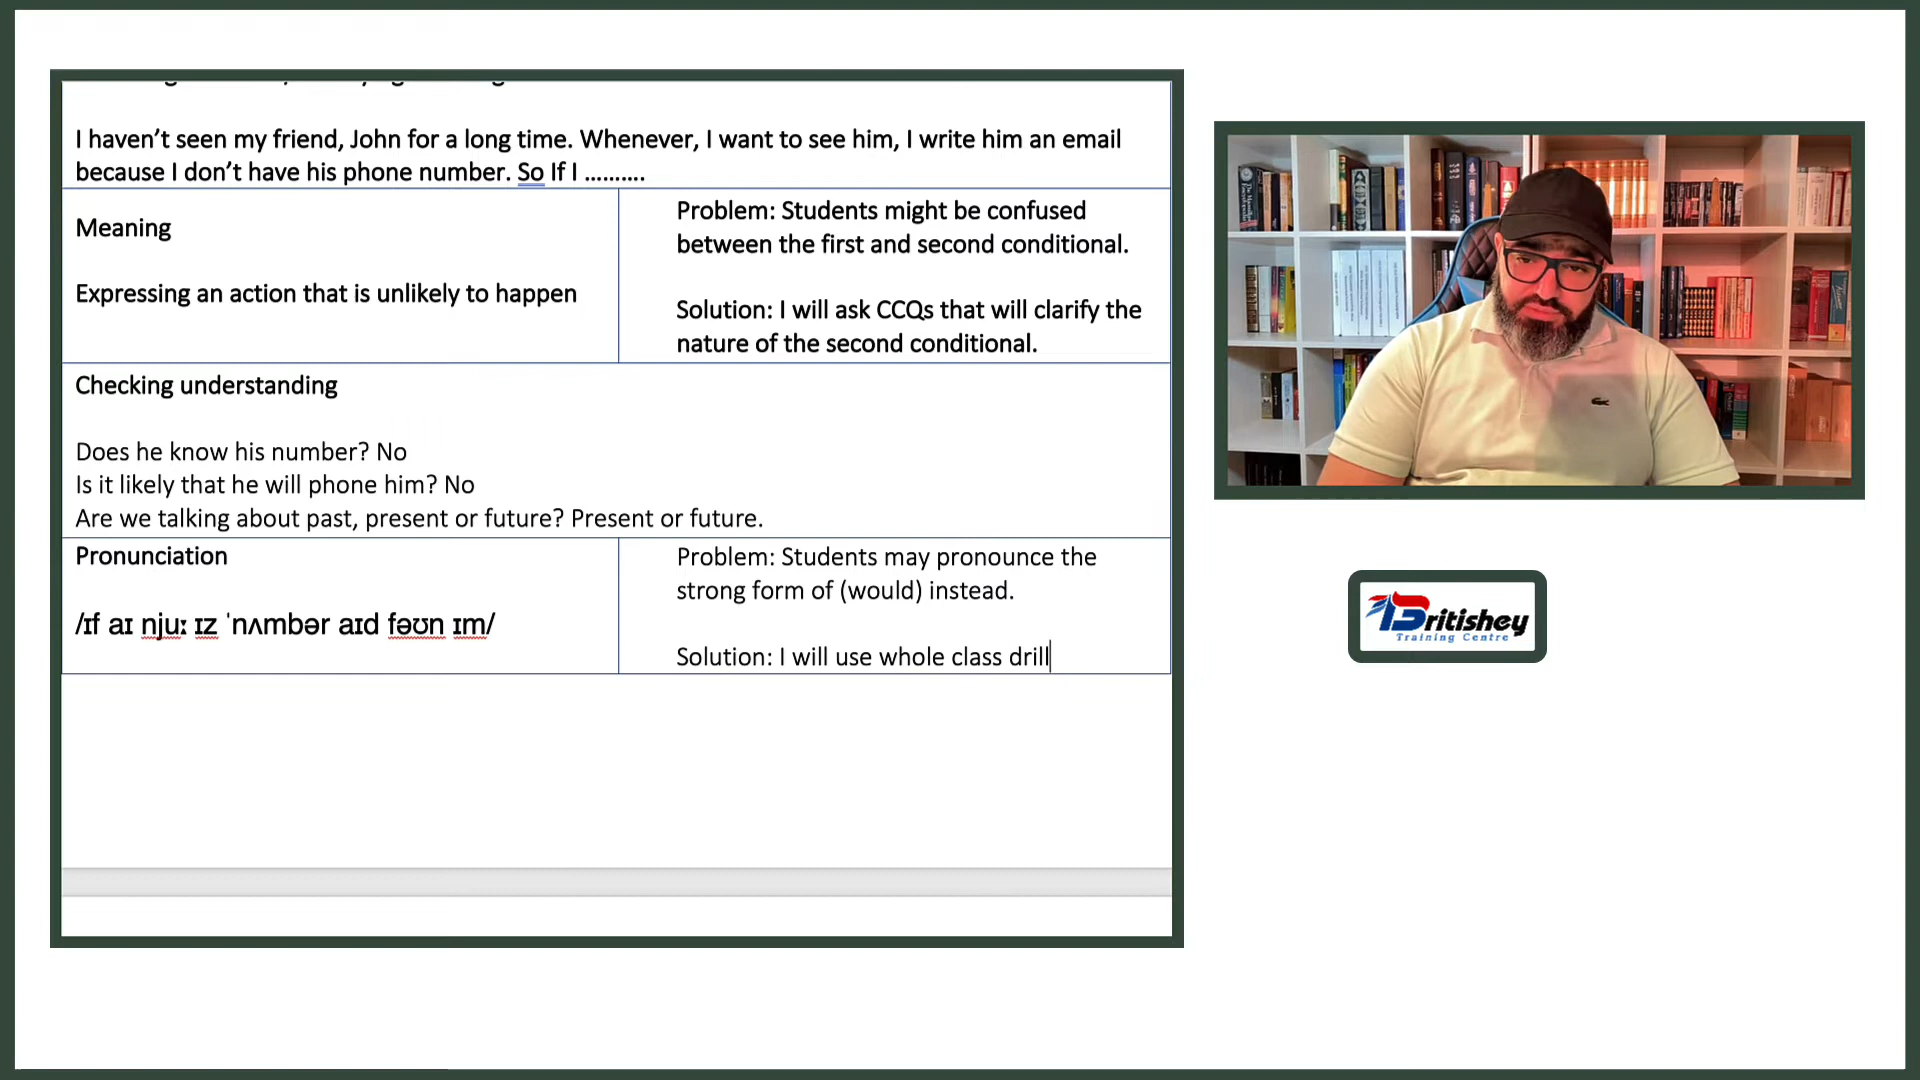 I haven’t seen my friend, John for a long time. Whenever, I want to see him, I write him an email
because I don’t have his phone number. So If I ..........
Meaning
Expressing an action that is unlikely to happen
Problem: Students might be confused
between the first and second conditional.
Solution: I will ask CCQs that will clarify the
nature of the second conditional.
Checking understanding
Does he know his number? No
Is it likely that he will phone him? No
Are we talking about past, present or future? Present or future.
Pronunciation
/ɪf aɪ njuː ɪz ˈnʌmbər aɪd fəʊn ɪm/
Problem: Students may pronounce the
strong form of (would) instead.
Solution: I will use whole class drill
Britishey
Training Centre